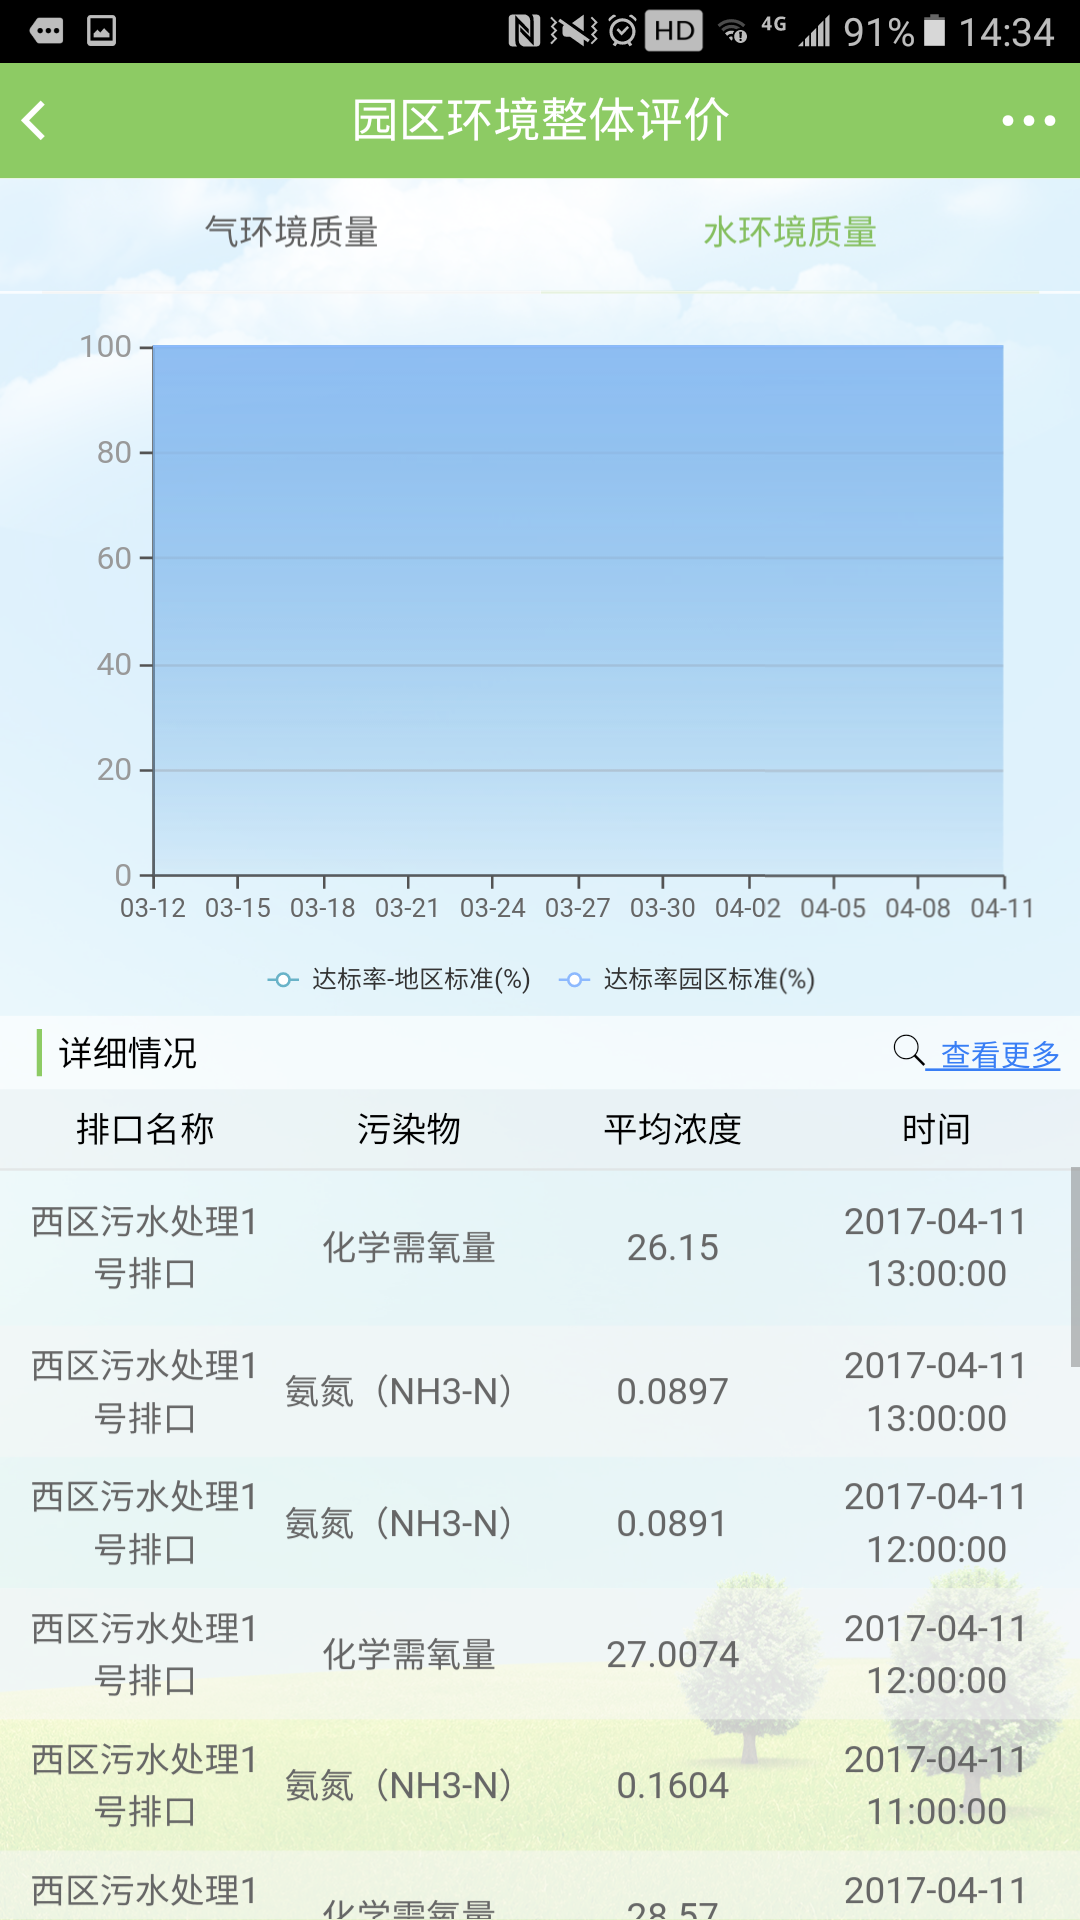 HD 4G 91% 14:34
园区环境整体评价
气环境质量 水环境质量
100
80
60
40
20
0
03-12 03-15 03-18 03-21 03-24 03-27 03-30 04-02 04-05 04-08 04-11
达标率-地区标准(%) 达标率园区标准(%)
详细情况 查看更多
排口名称 污染物 平均浓度 时间
西区污水处理1
号排口
化学需氧量 26.15
2017-04-11
13:00:00
西区污水处理1
号排口
氨氮（NH3-N） 0.0897
2017-04-11
13:00:00
西区污水处理1
号排口
氨氮（NH3-N） 0.0891
2017-04-11
12:00:00
西区污水处理1
号排口
化学需氧量 27.0074
2017-04-11
12:00:00
西区污水处理1
号排口
氨氮（NH3-N） 0.1604
2017-04-11
11:00:00
西区污水处理1
化学需氧量 28.57
2017-04-11